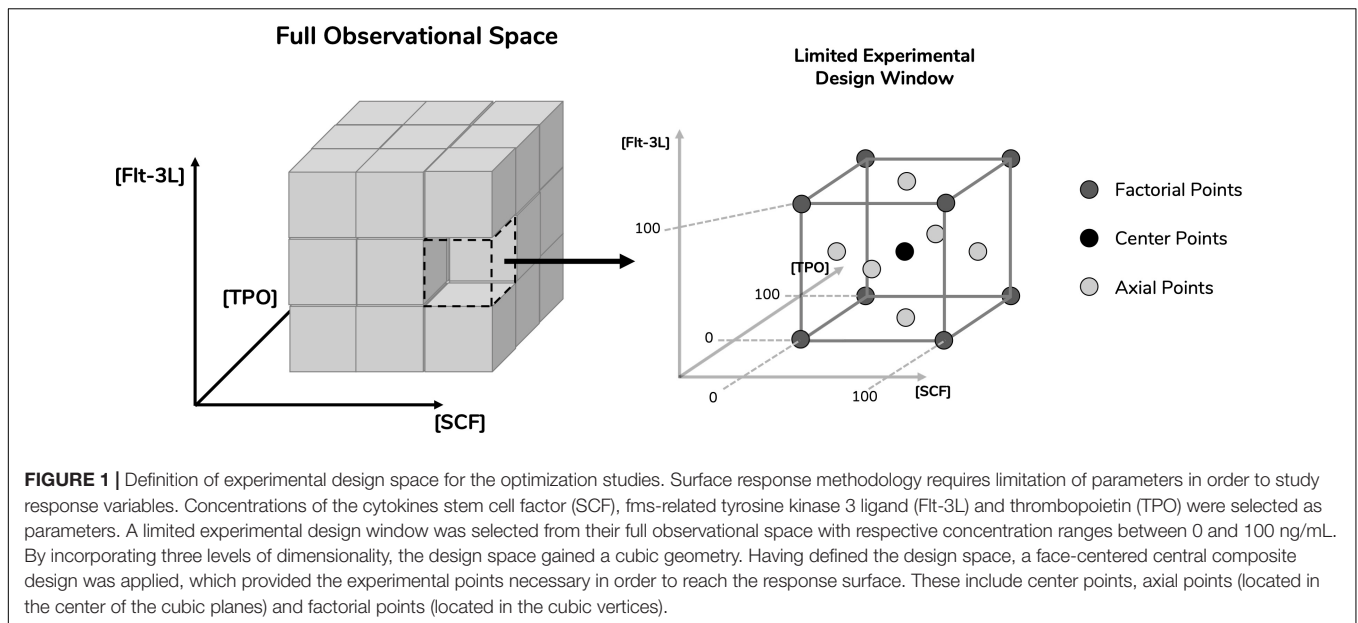 Full Observational Space
[Flt-3L]
[TPO]
[SCF]
Limited Experimental
Design Window
[Flt-3L]
100
[TPO]
100
0
0
100
[SCF]
Factorial Points
Center Points
Axial Points
FIGURE 1 | Definition of experimental design space for the optimization studies. Surface response methodology requires limitation of parameters in order to study
response variables. Concentrations of the cytokines stem cell factor (SCF), fms-related tyrosine kinase 3 ligand (Flt-3L) and thrombopoietin (TPO) were selected as
parameters. A limited experimental design window was selected from their full observational space with respective concentration ranges between 0 and 100 ng/mL.
By incorporating three levels of dimensionality, the design space gained a cubic geometry. Having defined the design space, a face-centered central composite
design was applied, which provided the experimental points necessary in order to reach the response surface. These include center points, axial points (located in
the center of the cubic planes) and factorial points (located in the cubic vertices).